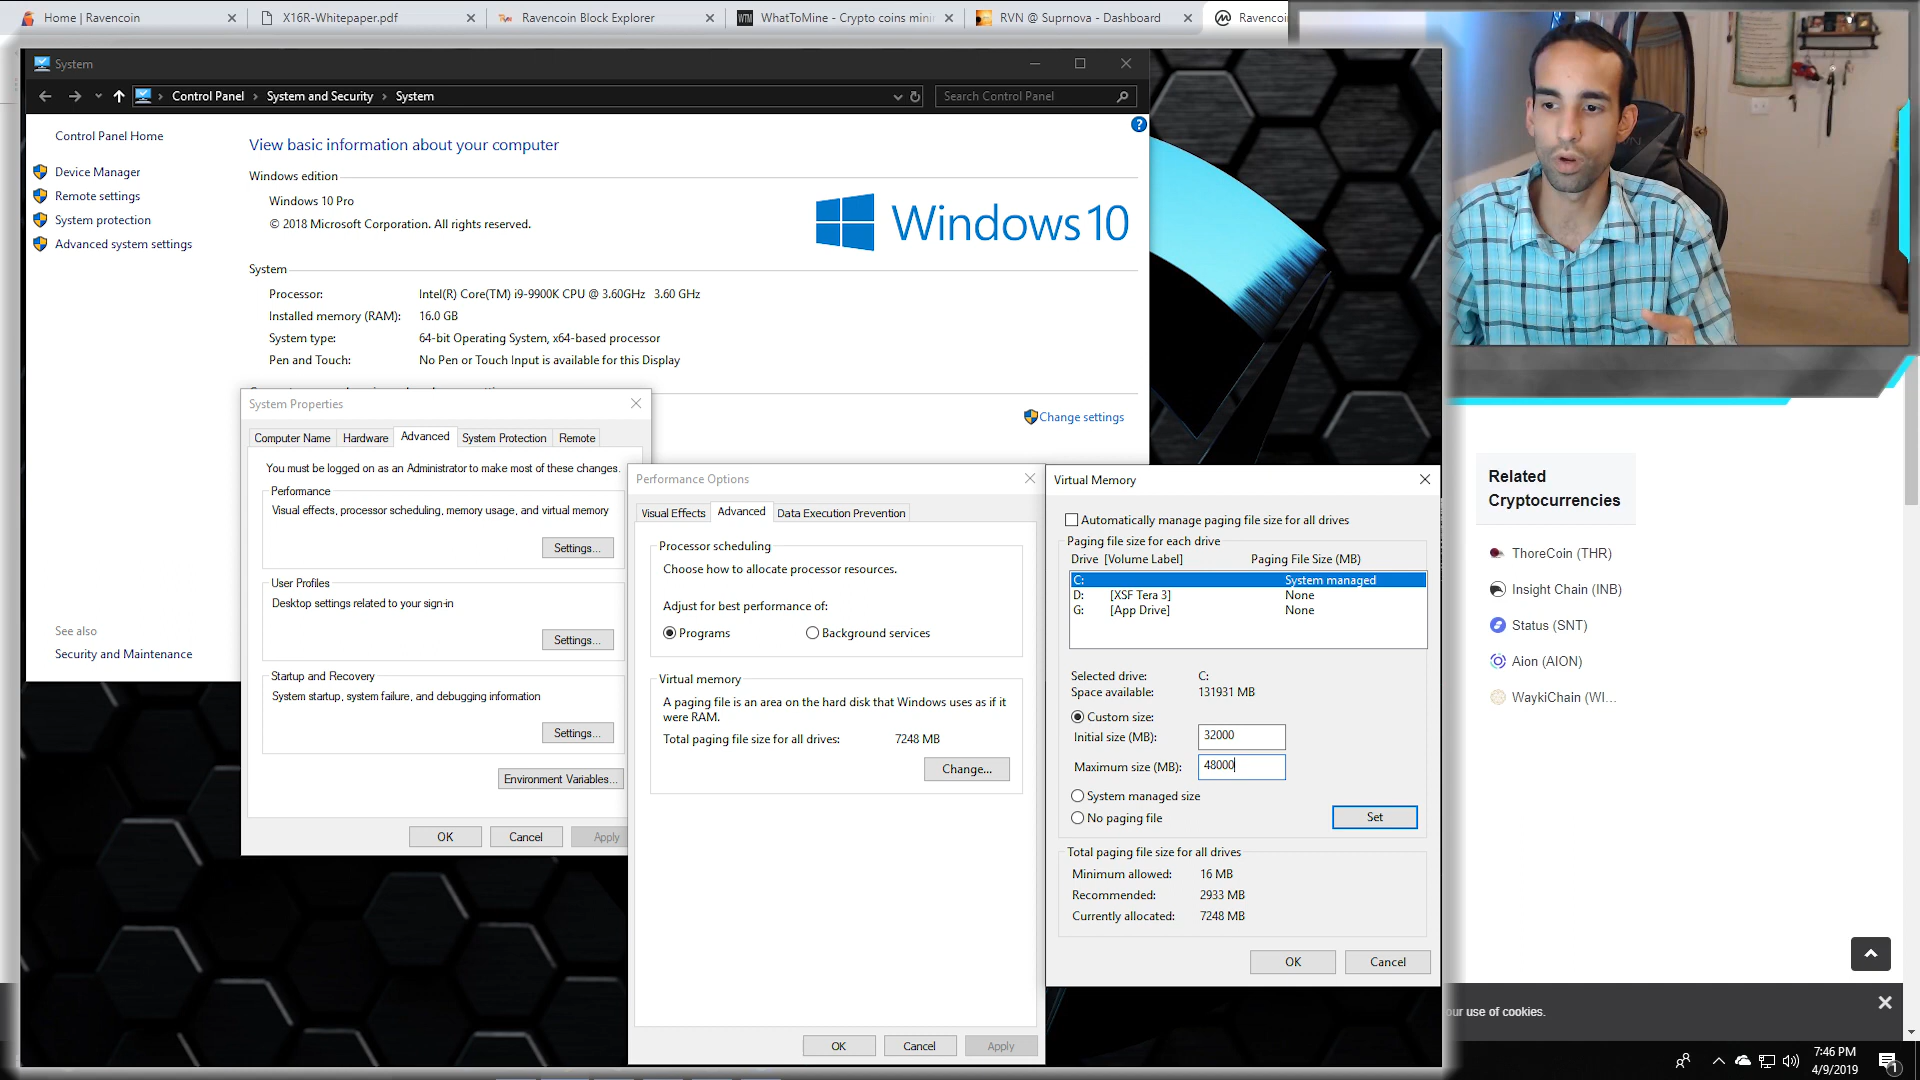 Home | Ravencoin
X16R-Whitepaper.pdf
Ravencoin Block Explorer
WTM
WhatToMine - Crypto coins mini
RVN @ Suprnova - Dashboard
System
Control Panel
System and Security
System
Search Control Panel
Control Panel Home
Device Manager
Remote settings
System protection
Advanced system settings
See also
Security and Maintenance
View basic information about your computer
Windows edition
Windows 10 Pro
© 2018 Microsoft Corporation. All rights reserved.
Windows 10
System
Processor: Intel(R) Core(TM) i9-9900K CPU @ 3.60GHz 3.60 GHz
Installed memory (RAM): 16.0 GB
System type: 64-bit Operating System, x64-based processor
Pen and Touch: No Pen or Touch Input is available for this Display
Change settings
System Properties
Computer Name
Hardware
Advanced
System Protection
Remote
You must be logged on as an Administrator to make most of these changes.
Performance
Visual effects, processor scheduling, memory usage, and virtual memory
Settings...
User Profiles
Desktop settings related to your sign-in
Settings...
Startup and Recovery
System startup, system failure, and debugging information
Settings...
Environment Variables...
OK
Cancel
Apply
Performance Options
Visual Effects
Advanced
Data Execution Prevention
Processor scheduling
Choose how to allocate processor resources.
Adjust for best performance of:
Programs
Background services
Virtual memory
A paging file is an area on the hard disk that Windows uses as if it
were RAM.
Total paging file size for all drives: 7248 MB
Change...
OK
Cancel
Apply
Virtual Memory
Automatically manage paging file size for all drives
Paging file size for each drive
Drive [Volume Label] Paging File Size (MB)
C: System managed
D: [XSF Tera 3] None
G: [App Drive] None
Selected drive: C:
Space available: 131931 MB
Custom size:
Initial size (MB): 32000
Maximum size (MB): 48000
System managed size
No paging file
Set
Total paging file size for all drives
Minimum allowed: 16 MB
Recommended: 2933 MB
Currently allocated: 7248 MB
OK
Cancel
Related
Cryptocurrencies
ThoreCoin (THR)
Insight Chain (INB)
Status (SNT)
Aion (AION)
WaykiChain (WI...
our use of cookies.
7:46 PM
4/9/2019
1